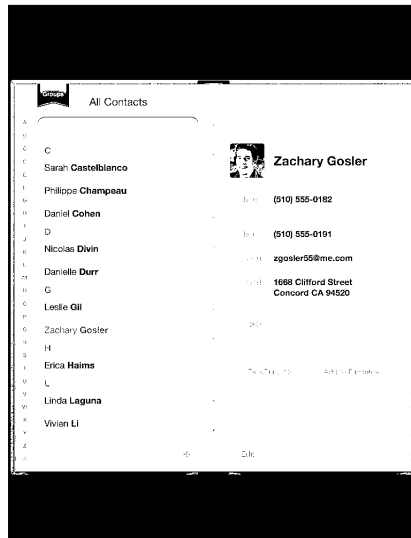 Groups
All Contacts
C
Sarah Castelblanco
Philippe Champeau
Daniel Cohen
D
Nicolas Divin
Danielle Durr
G
Leslie Gil
Zachary Gosler
H
Erica Haims
L
Linda Laguna
Vivian Li
Zachary Gosler
(510) 555-0182
(510) 555-0191
zgosler55@me.com
1668 Clifford Street
Concord CA 94520
Edit